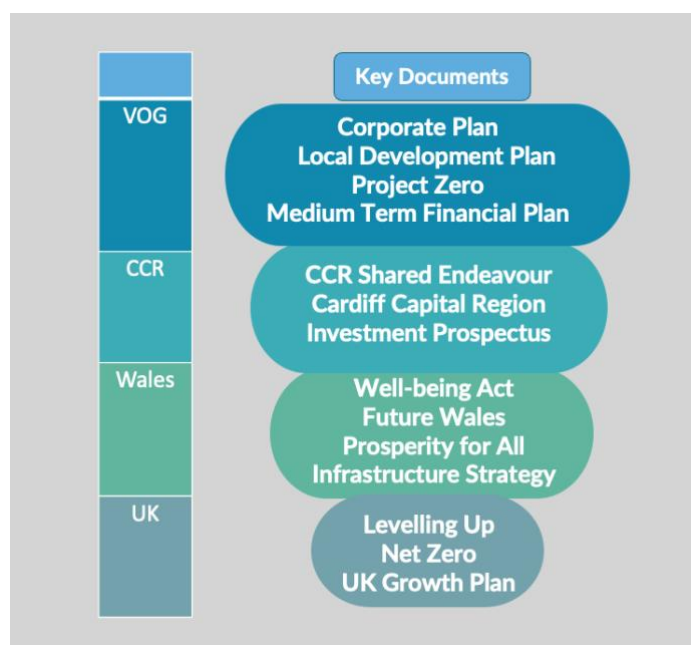 Key Documents
VOG
Corporate Plan
Local Development Plan
Project Zero
Medium Term Financial Plan
CCR
CCR Shared Endeavour
Cardiff Capital Region
Investment Prospectus
Wales
Well-being Act
Future Wales
Prosperity for All
Infrastructure Strategy
UK
Levelling Up
Net Zero
UK Growth Plan